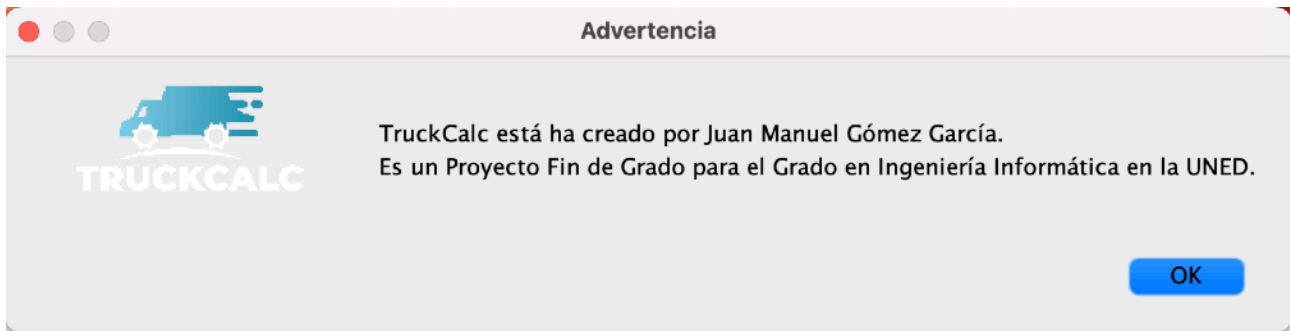 Advertencia
TRUCKCALC
TruckCalc está ha creado por Juan Manuel Gómez García.
Es un Proyecto Fin de Grado para el Grado en Ingeniería Informática en la UNED.
OK